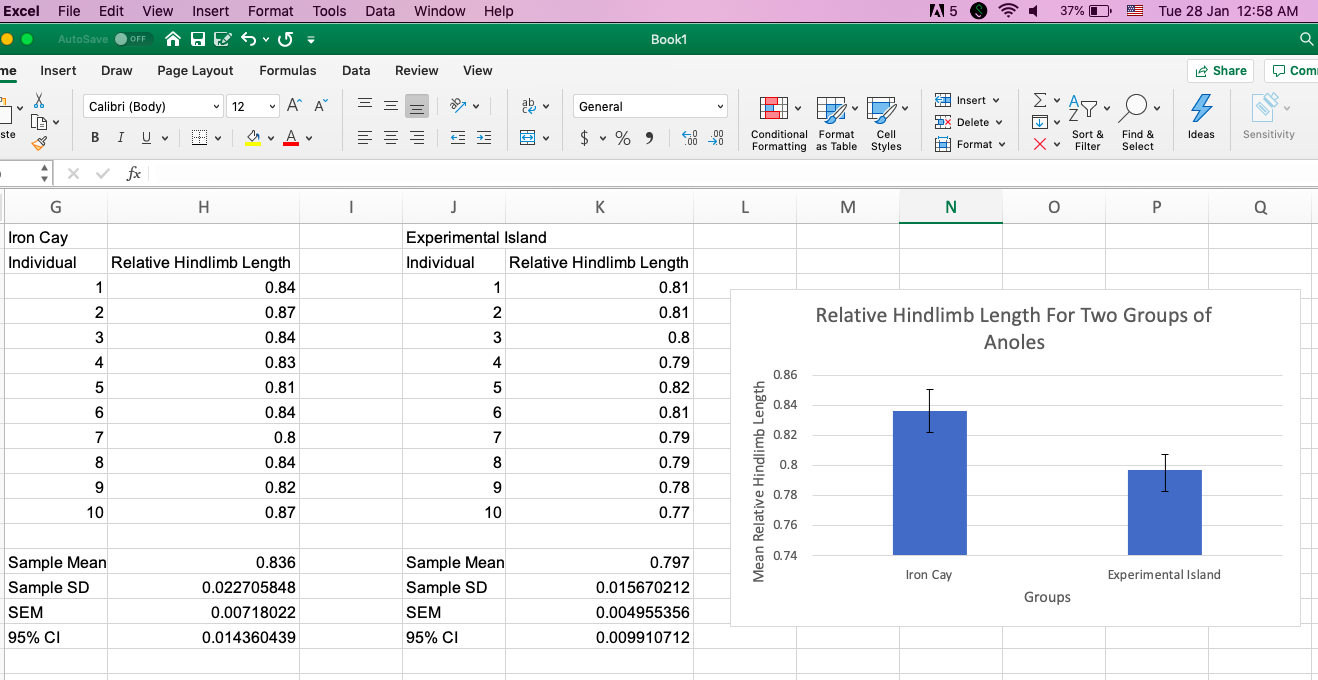 Excel File Edit View Insert Format Tools Data Window Help 5 S 37% Tue 28 Jan 12:58 AM
AutoSave OFF Book1
me Insert Draw Page Layout Formulas Data Review View Share Com
ste Calibri (Body) 12 A A ab General Insert
B I U A $ % Conditional Formatting Format as Table Cell Styles Delete Format Sort & Filter Find & Select Ideas Sensitivity
fx
G H I J K L M N O P Q
Iron Cay Experimental Island
Individual Relative Hindlimb Length Individual Relative Hindlimb Length
1 0.84 1 0.81
2 0.87 2 0.81
3 0.84 3 0.8
4 0.83 4 0.79
5 0.81 5 0.82
6 0.84 6 0.81
7 0.8 7 0.79
8 0.84 8 0.79
9 0.82 9 0.78
10 0.87 10 0.77
Sample Mean 0.836 Sample Mean 0.797
Sample SD 0.022705848 Sample SD 0.015670212
SEM 0.00718022 SEM 0.004955356
95% CI 0.014360439 95% CI 0.009910712
Relative Hindlimb Length For Two Groups of
Anoles
Mean Relative Hindlimb Length
0.86
0.84
0.82
0.8
0.78
0.76
0.74
Iron Cay Experimental Island
Groups